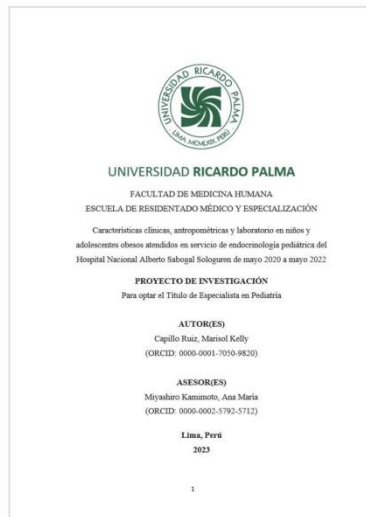 UNIVERSIDAD RICARDO PALMA
LIMA MCMLXIX PERÚ
UNIVERSIDAD RICARDO PALMA
FACULTAD DE MEDICINA HUMANA
ESCUELA DE RESIDENTADO MÉDICO Y ESPECIALIZACIÓN
Características clínicas, antropométricas y laboratorio en niños y
adolescentes obesos atendidos en servicio de endocrinología pediátrica del
Hospital Nacional Alberto Sabogal Sologuren de mayo 2020 a mayo 2022
PROYECTO DE INVESTIGACIÓN
Para optar el Título de Especialista en Pediatría
AUTOR(ES)
Capillo Ruiz, Marisol Kelly
(ORCID: 0000-0001-7050-9820)
ASESOR(ES)
Miyashiro Kamimoto, Ana María
(ORCID: 0000-0002-5792-5712)
Lima, Perú
2023
1